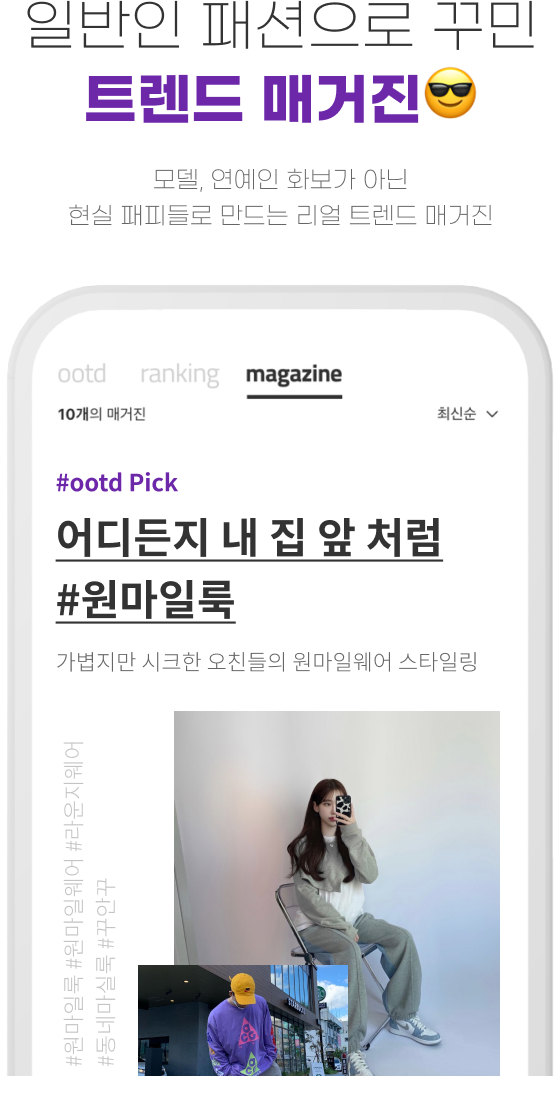 일반인 패션으로 꾸민
트렌드 매거진😎
모델, 연예인 화보가 아닌
현실 패피들로 만드는 리얼 트렌드 매거진
ootd ranking magazine
10개의 매거진 최신순
#ootd Pick
어디든지 내 집 앞 처럼
#원마일룩
가볍지만 시크한 오친들의 원마일웨어 스타일링
#원마일룩 #원마일웨어 #라운지웨어
#동네마실룩 #꾸안꾸
STARBUCKS